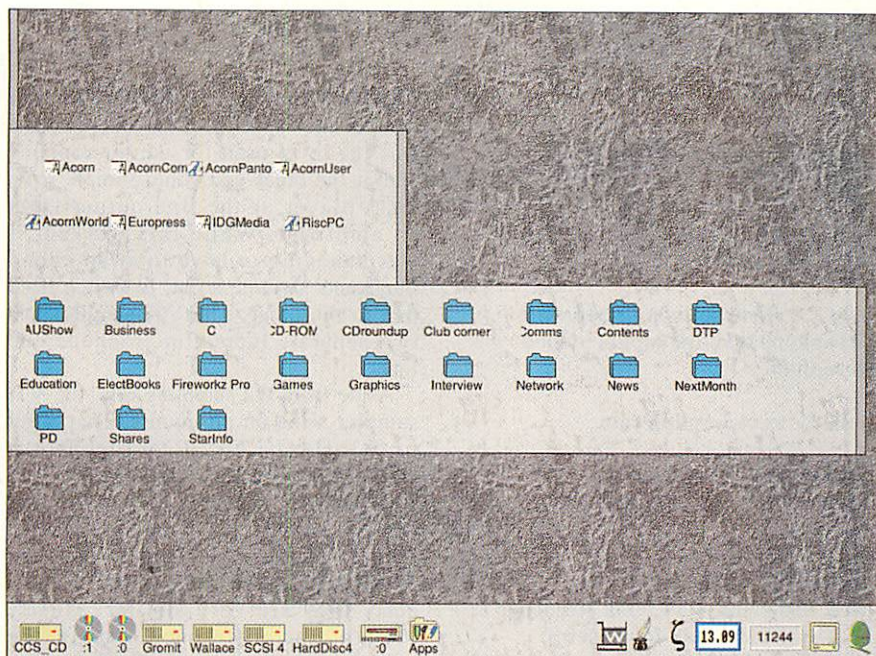 Acorn AcornCom AcornPanto AcornUser
AcornWorld Europress IDGMedia RiscPC
AUShow Business C CD-ROM CDroundup Club corner Comms Contents DTP
Education ElectBooks Fireworkz Pro Games Graphics Interview Network News NextMonth
PD Shares StarInfo
CCS_CD :1 :0 Gromit Wallace SCSI 4 HardDisc4 :0 Apps 13.09 11244